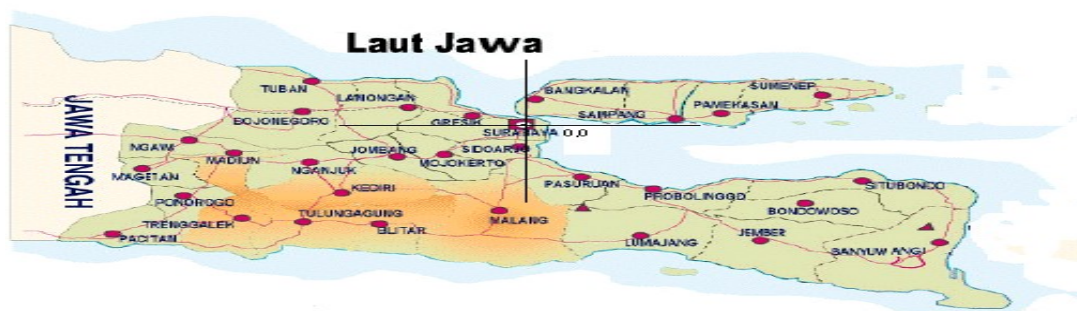 Laut Jawa
JAWA TENGAH
TUBAN
LAMONGAN
BOJONEGORO
GRESIK
SURABAYA 0,0
BANGKALAN
SAMPANG
PAMEKASAN
SUMENEP
NGAWI
MADIUN
MAGETAN
NGANJUK
JOMBANG
MOJOKERTO
SIDOARJO
PONOROGO
KEDIRI
TRENGGALEK
TULUNGAGUNG
BLITAR
MALANG
PACITAN
PASURUAN
PROBOLINGGO
SITUBONDO
BONDOWOSO
LUMAJANG
JEMBER
BANYUWANGI